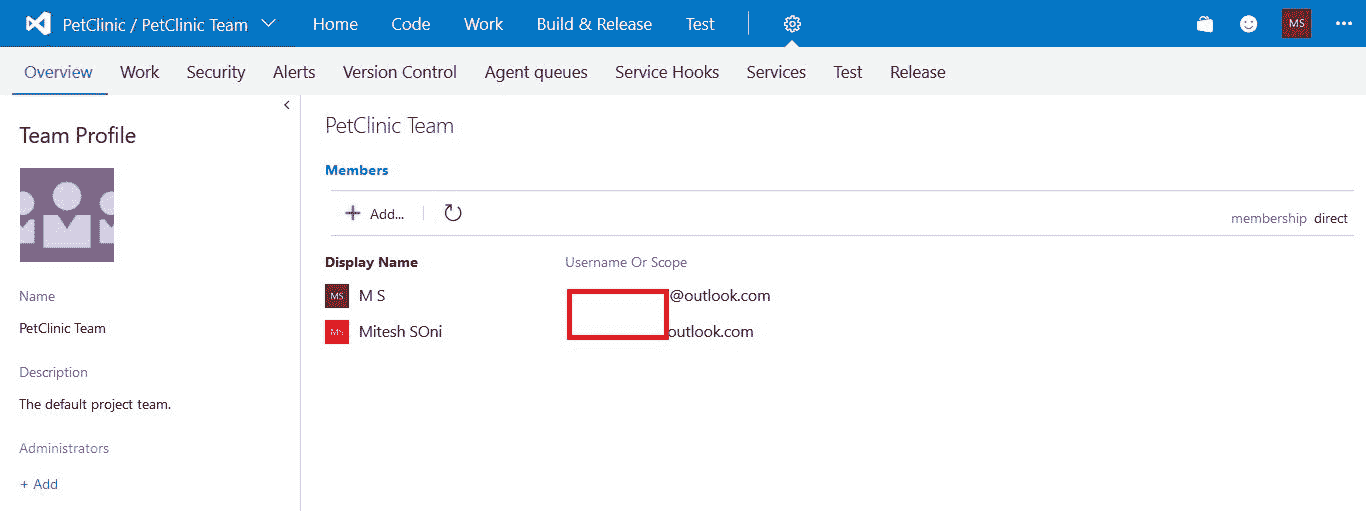 PetClinic / PetClinic Team Home Code Work Build & Release Test MS
Overview Work Security Alerts Version Control Agent queues Service Hooks Services Test Release
Team Profile
Name
PetClinic Team
Description
The default project team.
Administrators
+ Add
PetClinic Team
Members
Add...
membership direct
Display Name Username Or Scope
MS M S @outlook.com
MS Mitesh SOni outlook.com